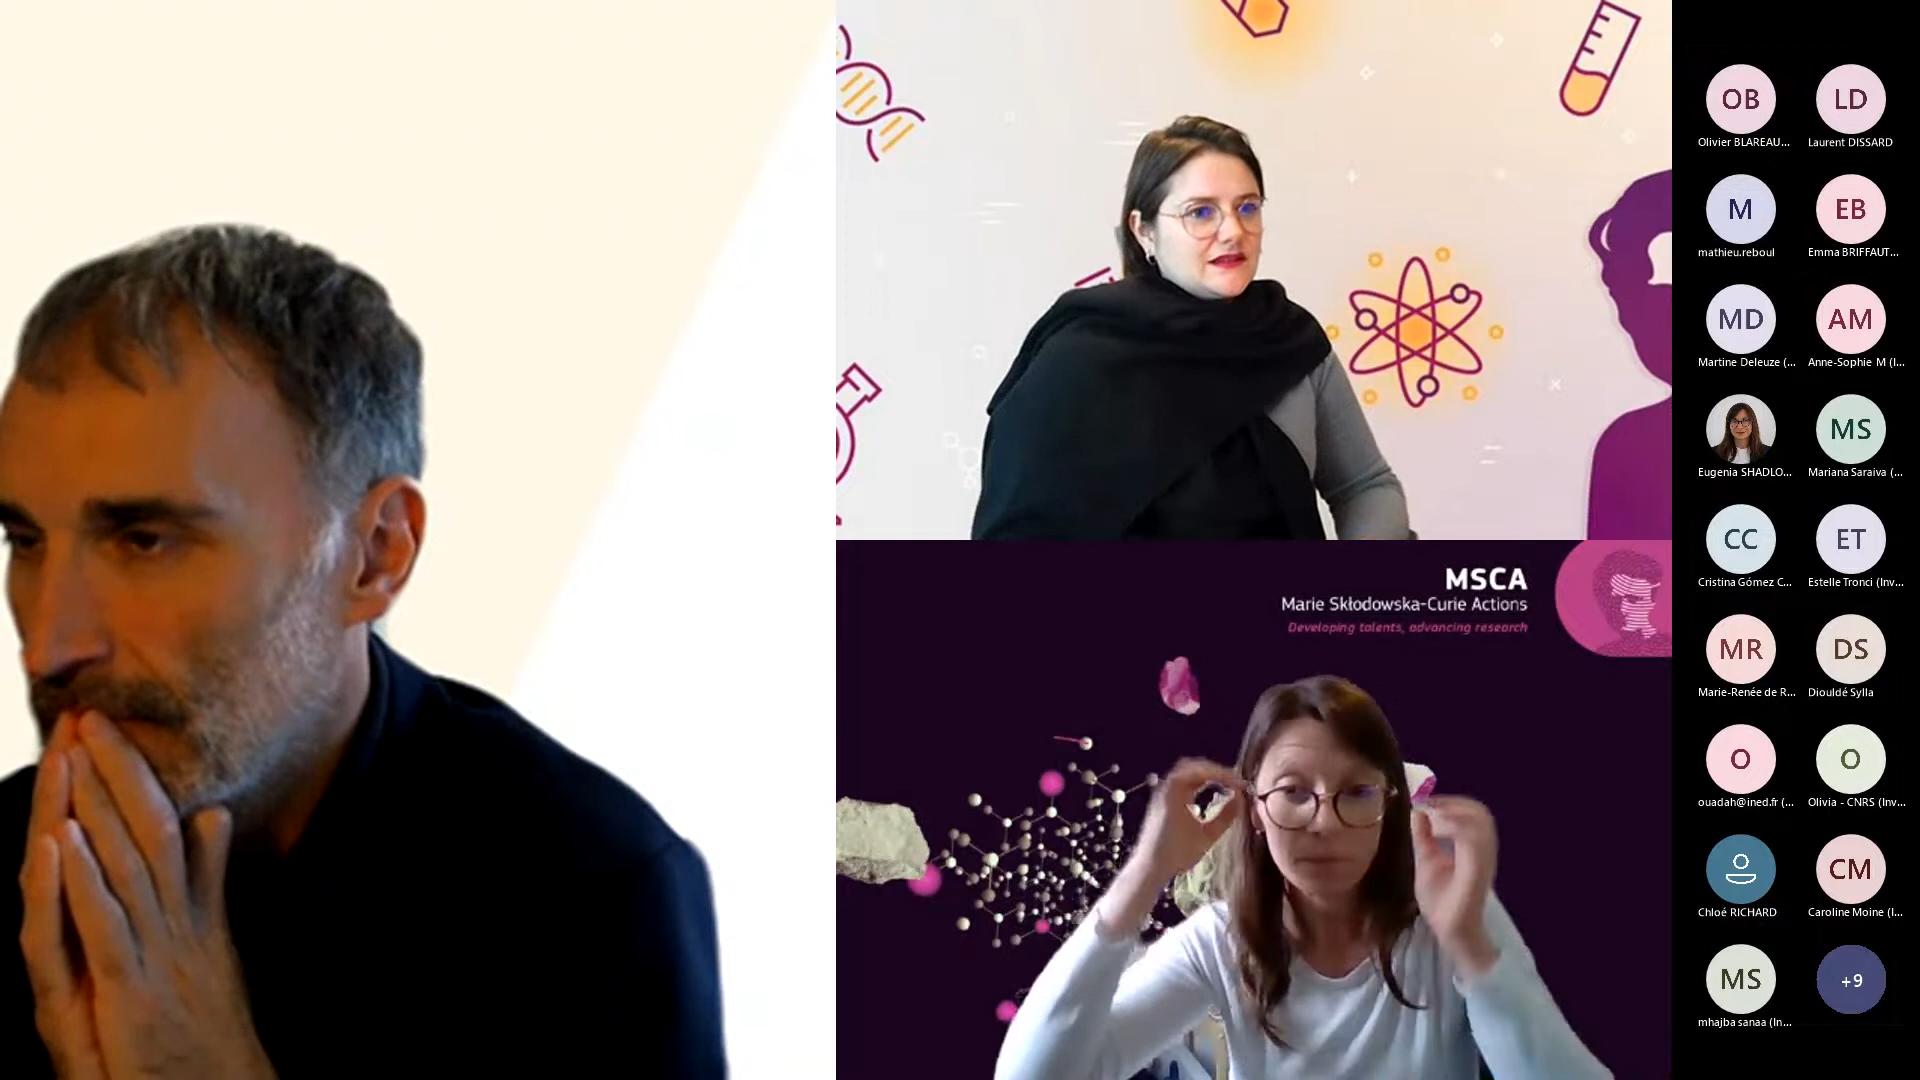 MSCA
Marie Skłodowska-Curie Actions
Developing talents, advancing research
OB LD
Olivier BLAREAU... Laurent DISSARD
M EB
mathieu.reboul Emma BRIFFAUT...
MD AM
Martine Deleuze (... Anne-Sophie M (I...
MS
Eugenia SHADLO... Mariana Saraiva (...
CC ET
Cristina Gómez C... Estelle Tronci (Inv...
MR DS
Marie-Renée de R... Diouldé Sylla
O O
ouadah@ined.fr (... Olivia - CNRS (Inv...
CM
Chloé RICHARD Caroline Moine (I...
MS +9
mhajba sanaa (In...